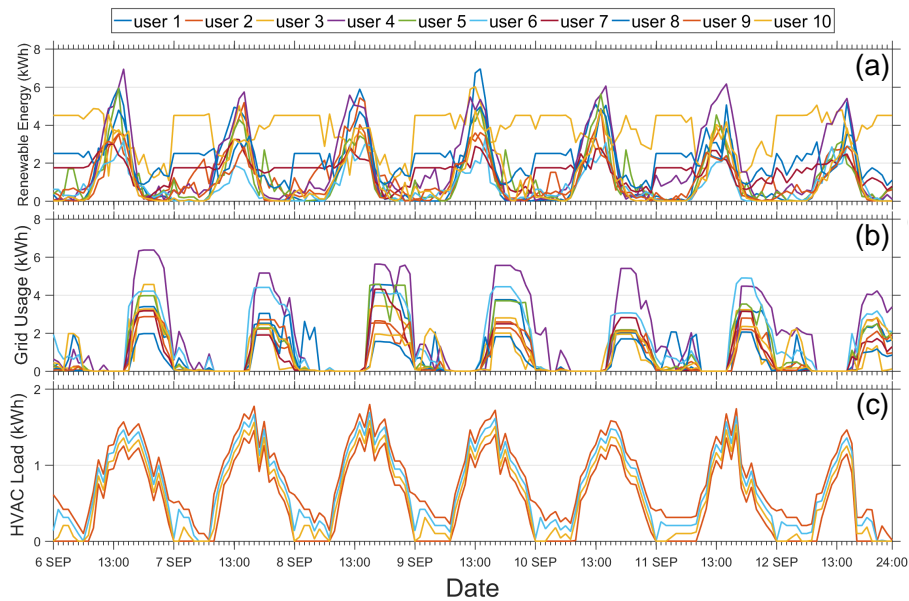 user 1 user 2 user 3 user 4 user 5 user 6 user 7 user 8 user 9 user 10
(a)
Renewable Energy (kWh)
8
6
4
2
0
(b)
Grid Usage (kWh)
8
6
4
2
0
(c)
HVAC Load (kWh)
2
1
0
6 SEP 13:00 7 SEP 13:00 8 SEP 13:00 9 SEP 13:00 10 SEP 13:00 11 SEP 13:00 12 SEP 13:00 24:00
Date